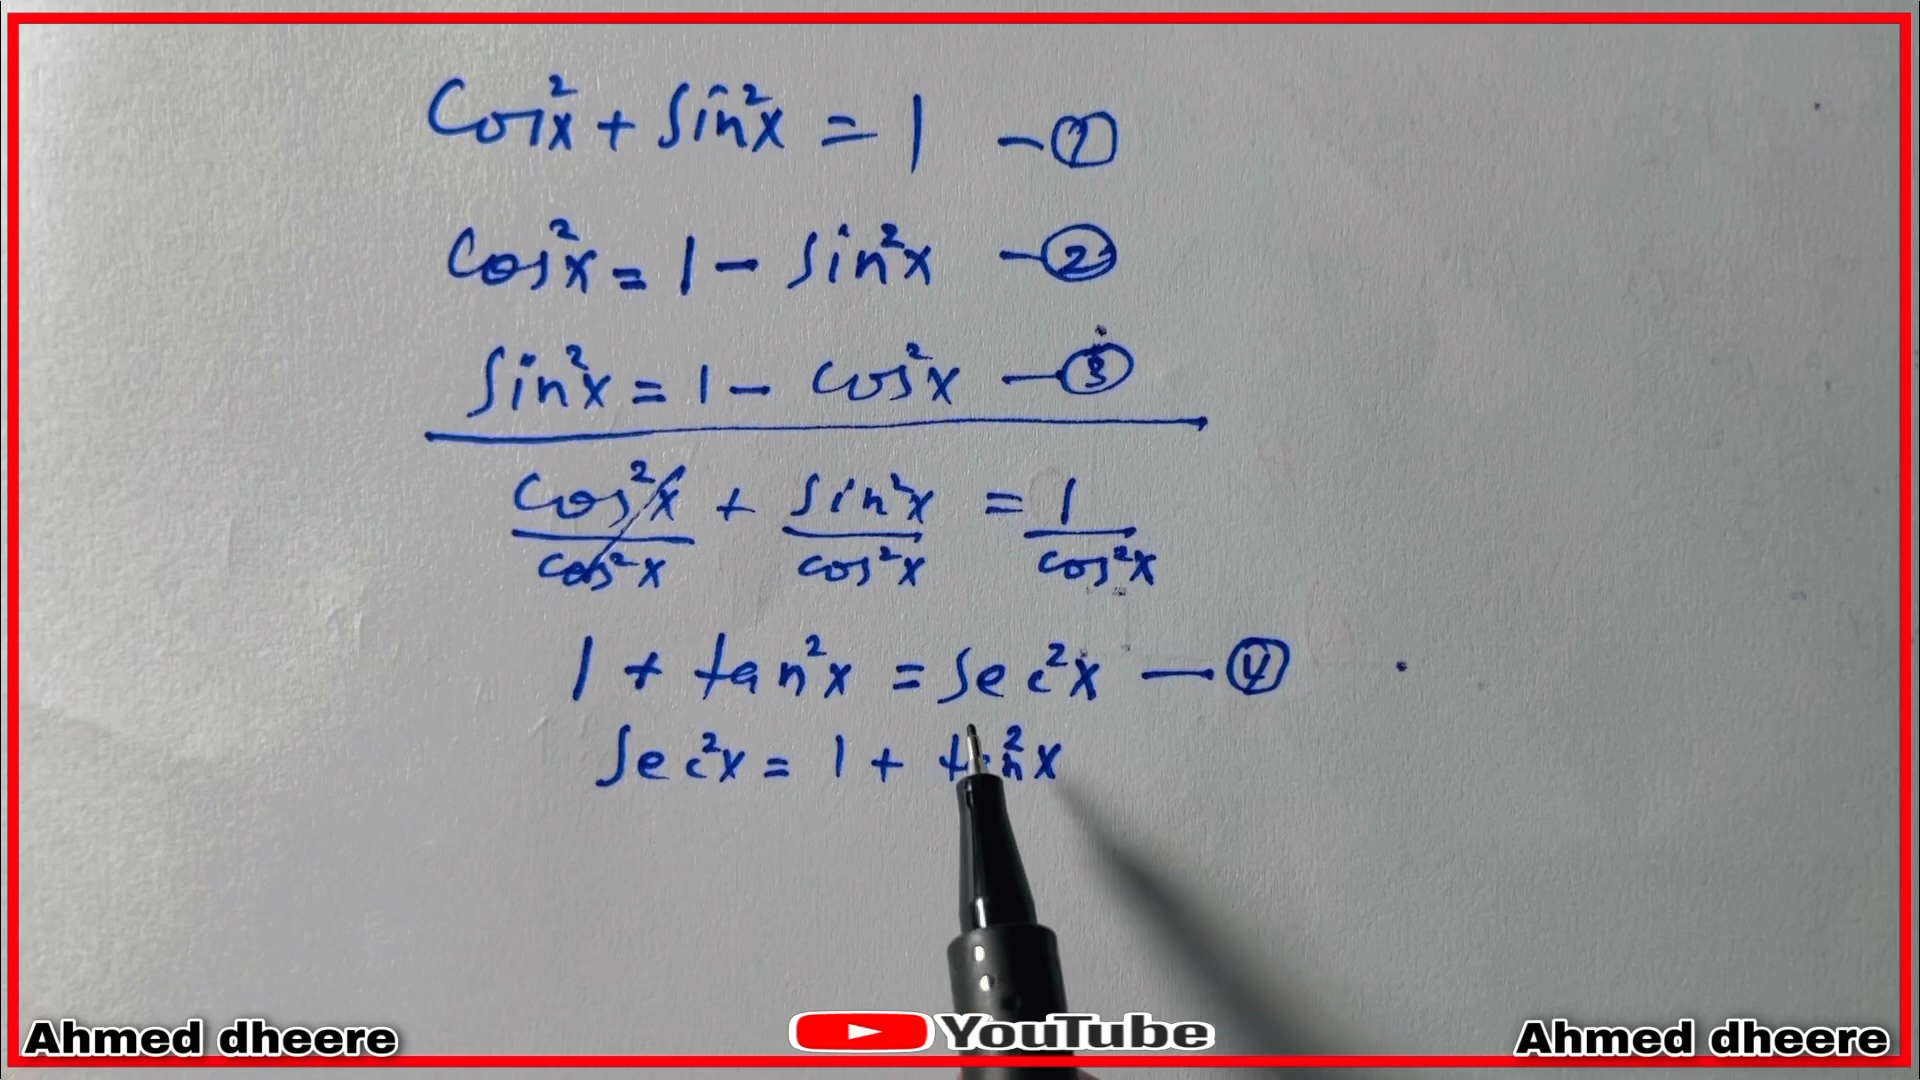 Cos²x + Sin²x = 1 - ①
Cos²x = 1 - Sin²x - ②
Sin²x = 1 - Cos²x - ③
Cos²x/cos²x + Sin²x/cos²x = 1/cos²x
1 + tan²x = Sec²x - ④
Sec²x = 1 + tan²x
Ahmed dheere
YouTube
Ahmed dheere